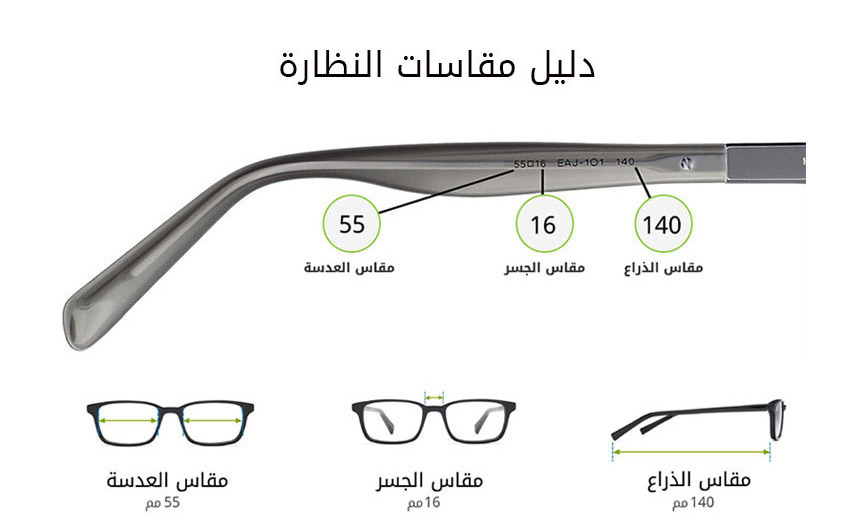 دليل مقاسات النظارة
55□16 EAJ-101 140
55
16
140
مقاس العدسة
مقاس الجسر
مقاس الذراع
مقاس العدسة
55 مم
مقاس الجسر
16 مم
مقاس الذراع
140 مم